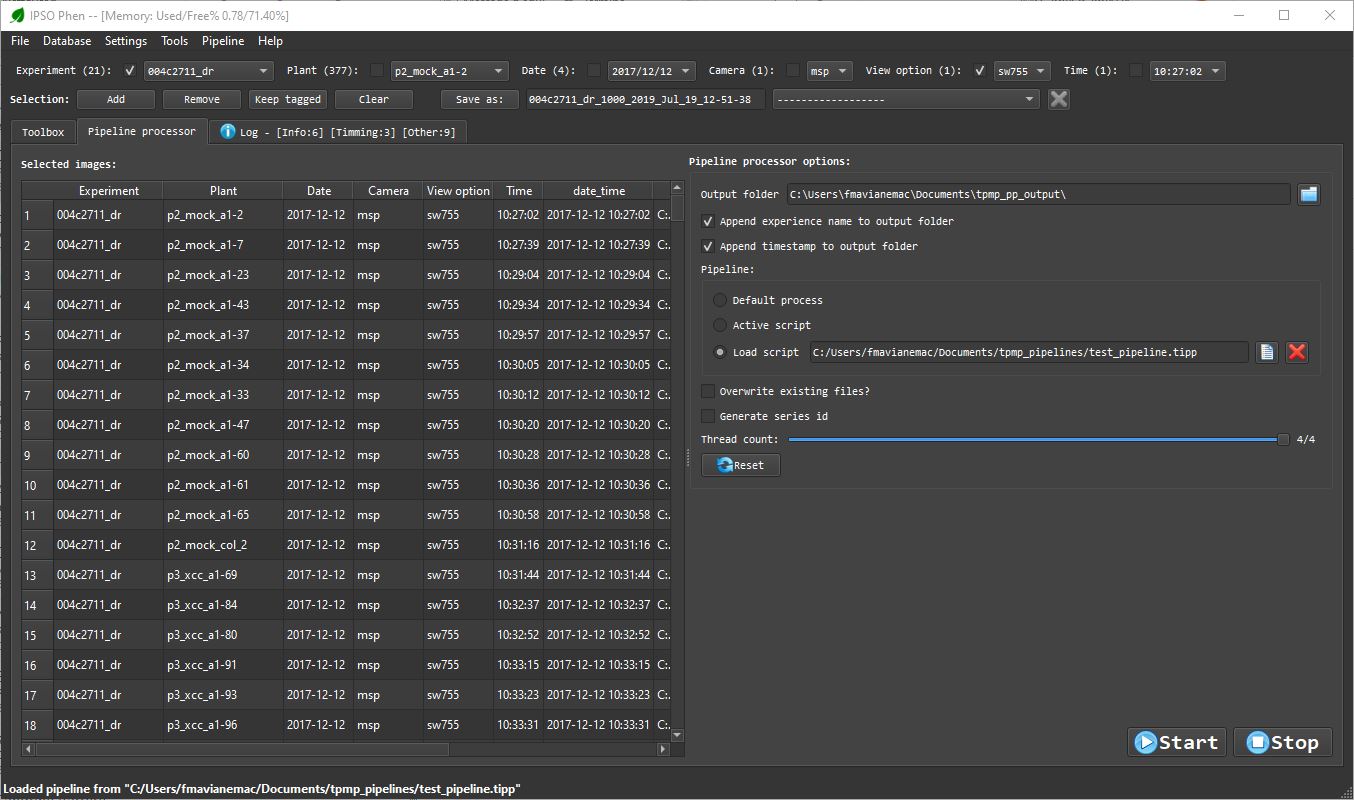 IPSO Phen -- [Memory: Used/Free% 0.78/71.40%]
File Database Settings Tools Pipeline Help
Experiment (21): 004c2711_dr Plant (377): p2_mock_a1-2 Date (4): 2017/12/12 Camera (1): msp View option (1): sw755 Time (1): 10:27:02
Selection: Add Remove Keep tagged Clear Save as: 004c2711_dr_1000_2019_Jul_19_12-51-38 ------------------
Toolbox Pipeline processor Log - [Info:6] [Timming:3] [Other:9]
Selected images:
Experiment Plant Date Camera View option Time date_time
1 004c2711_dr p2_mock_a1-2 2017-12-12 msp sw755 10:27:02 2017-12-12 10:27:02 C:.
2 004c2711_dr p2_mock_a1-7 2017-12-12 msp sw755 10:27:39 2017-12-12 10:27:39 C:.
3 004c2711_dr p2_mock_a1-23 2017-12-12 msp sw755 10:29:04 2017-12-12 10:29:04 C:.
4 004c2711_dr p2_mock_a1-43 2017-12-12 msp sw755 10:29:34 2017-12-12 10:29:34 C:.
5 004c2711_dr p2_mock_a1-37 2017-12-12 msp sw755 10:29:57 2017-12-12 10:29:57 C:.
6 004c2711_dr p2_mock_a1-34 2017-12-12 msp sw755 10:30:05 2017-12-12 10:30:05 C:.
7 004c2711_dr p2_mock_a1-33 2017-12-12 msp sw755 10:30:12 2017-12-12 10:30:12 C:.
8 004c2711_dr p2_mock_a1-47 2017-12-12 msp sw755 10:30:20 2017-12-12 10:30:20 C:.
9 004c2711_dr p2_mock_a1-60 2017-12-12 msp sw755 10:30:28 2017-12-12 10:30:28 C:.
10 004c2711_dr p2_mock_a1-61 2017-12-12 msp sw755 10:30:36 2017-12-12 10:30:36 C:.
11 004c2711_dr p2_mock_a1-65 2017-12-12 msp sw755 10:30:58 2017-12-12 10:30:58 C:.
12 004c2711_dr p2_mock_col_2 2017-12-12 msp sw755 10:31:16 2017-12-12 10:31:16 C:.
13 004c2711_dr p3_xcc_a1-69 2017-12-12 msp sw755 10:31:44 2017-12-12 10:31:44 C:.
14 004c2711_dr p3_xcc_a1-84 2017-12-12 msp sw755 10:32:37 2017-12-12 10:32:37 C:.
15 004c2711_dr p3_xcc_a1-80 2017-12-12 msp sw755 10:32:52 2017-12-12 10:32:52 C:.
16 004c2711_dr p3_xcc_a1-91 2017-12-12 msp sw755 10:33:15 2017-12-12 10:33:15 C:.
17 004c2711_dr p3_xcc_a1-93 2017-12-12 msp sw755 10:33:23 2017-12-12 10:33:23 C:.
18 004c2711_dr p3_xcc_a1-96 2017-12-12 msp sw755 10:33:31 2017-12-12 10:33:31 C:.
Pipeline processor options:
Output folder C:\Users\fmavianemac\Documents\tpmp_pp_output\
Append experience name to output folder
Append timestamp to output folder
Pipeline:
Default process
Active script
Load script C:/Users/fmavianemac/Documents/tpmp_pipelines/test_pipeline.tipp
Overwrite existing files?
Generate series id
Thread count: 4/4
Reset
Start Stop
Loaded pipeline from "C:/Users/fmavianemac/Documents/tpmp_pipelines/test_pipeline.tipp"